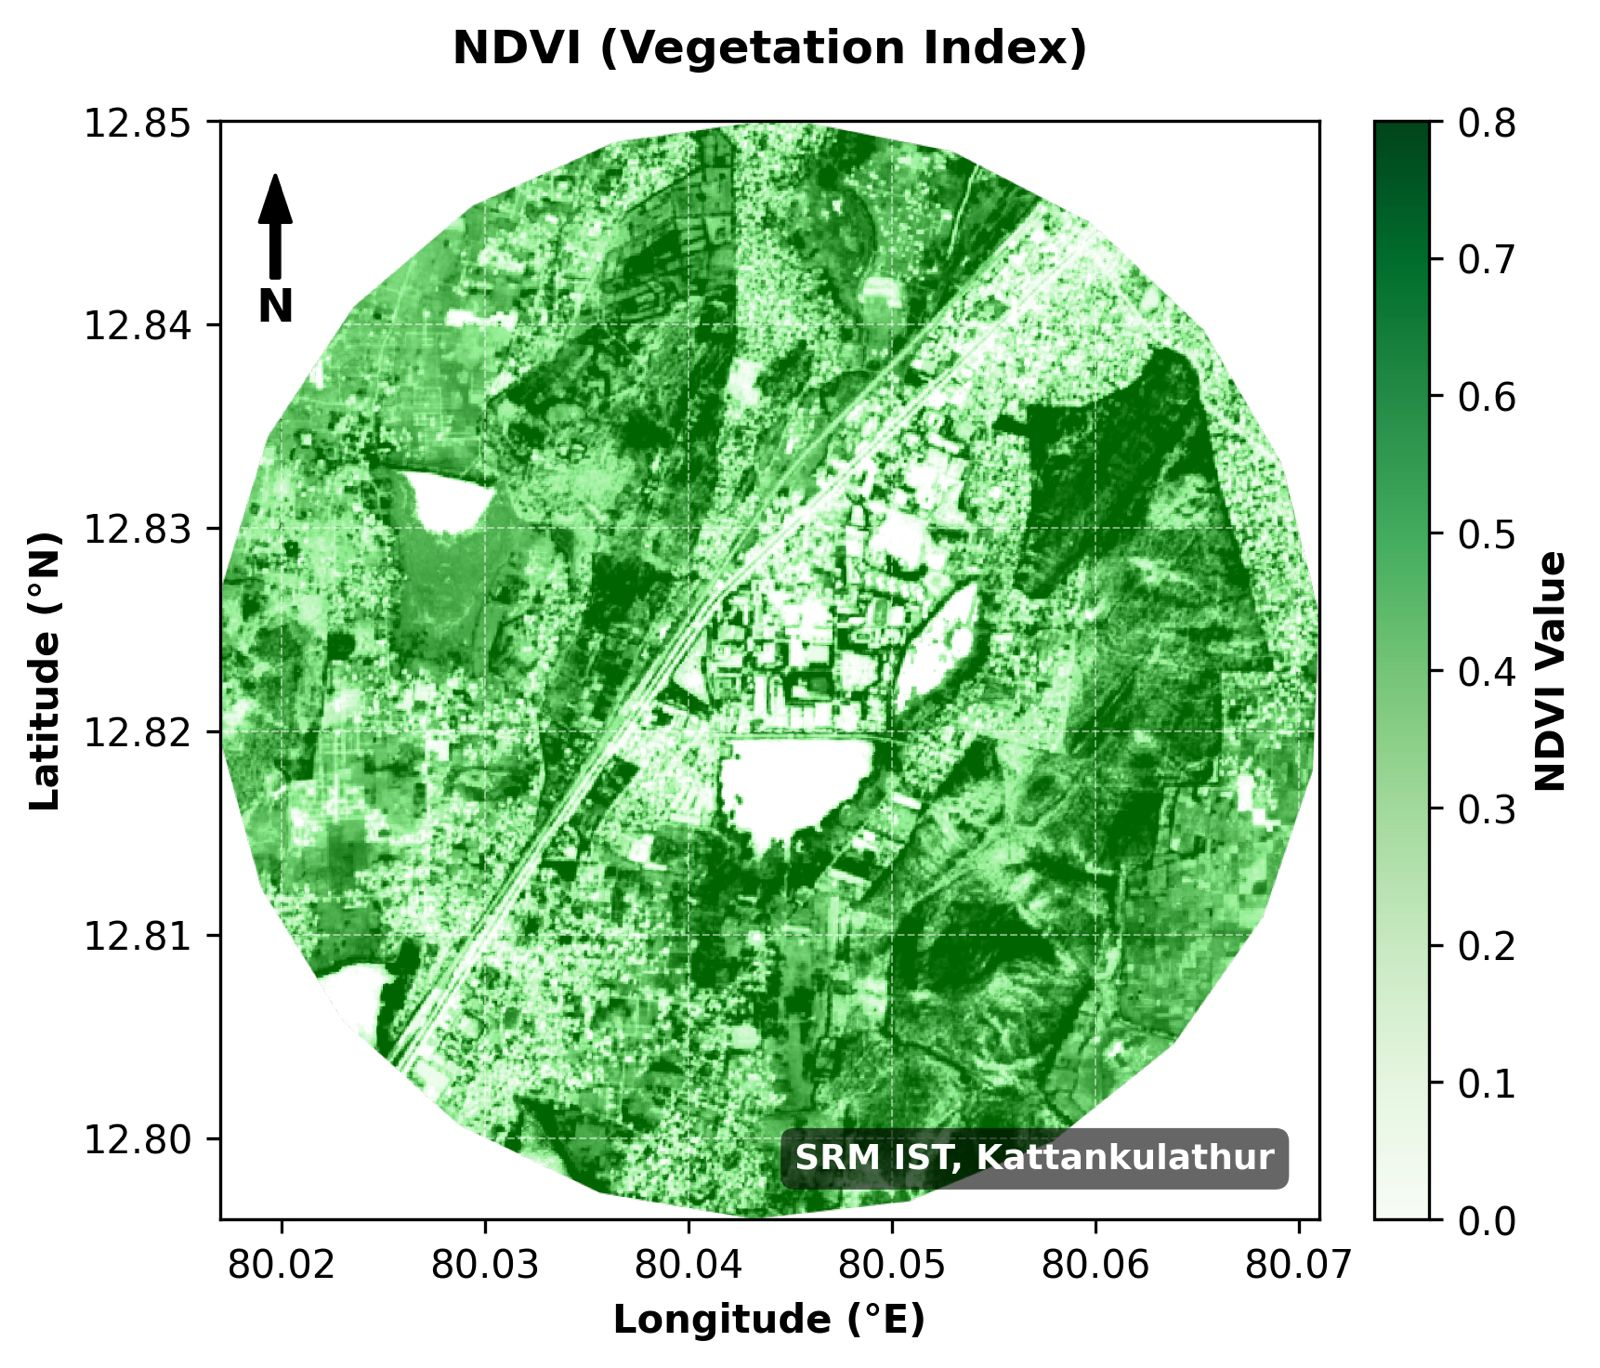 NDVI (Vegetation Index)
12.85
12.84
12.83
12.82
12.81
12.80
Latitude (°N)
N
SRM IST, Kattankulathur
80.02 80.03 80.04 80.05 80.06 80.07
Longitude (°E)
0.8
0.7
0.6
0.5
0.4
0.3
0.2
0.1
0.0
NDVI Value